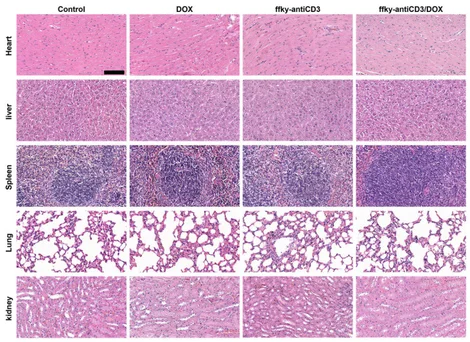 Control DOX ffky-antiCD3 ffky-antiCD3/DOX
Heart
liver
Spleen
Lung
kidney